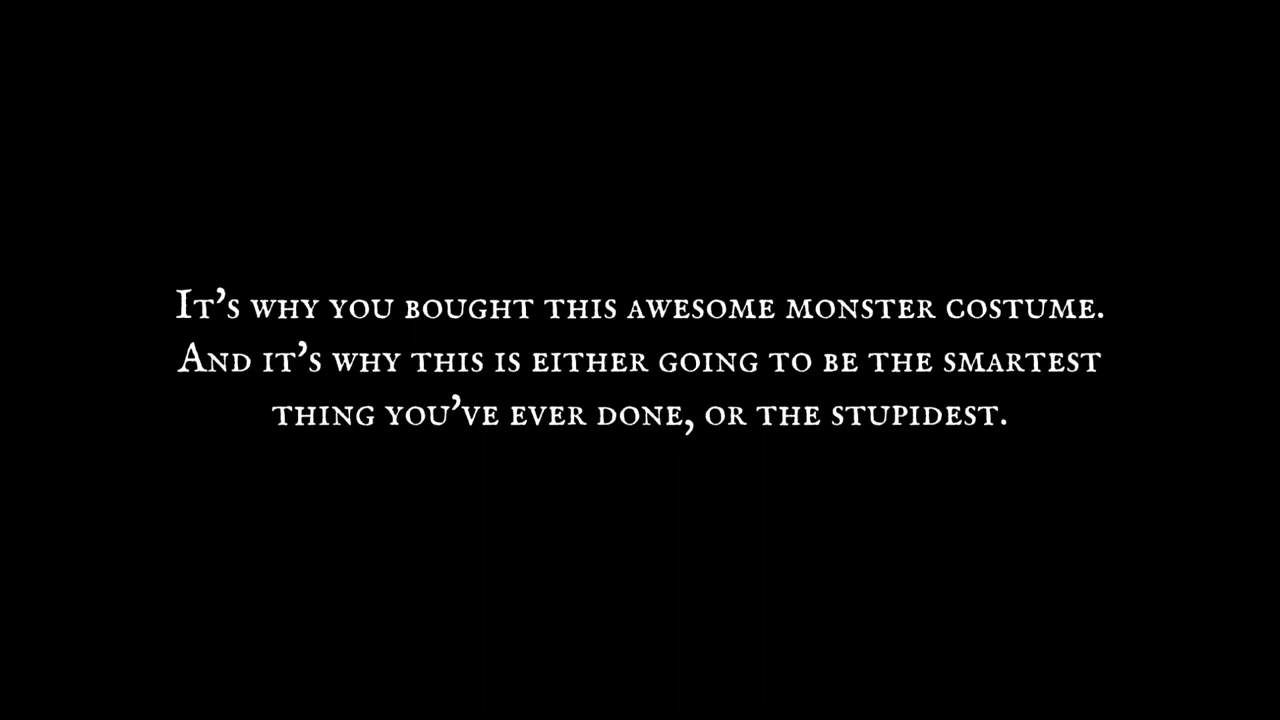 It's why you bought this awesome monster costume.
And it's why this is either going to be the smartest
thing you've ever done, or the stupidest.